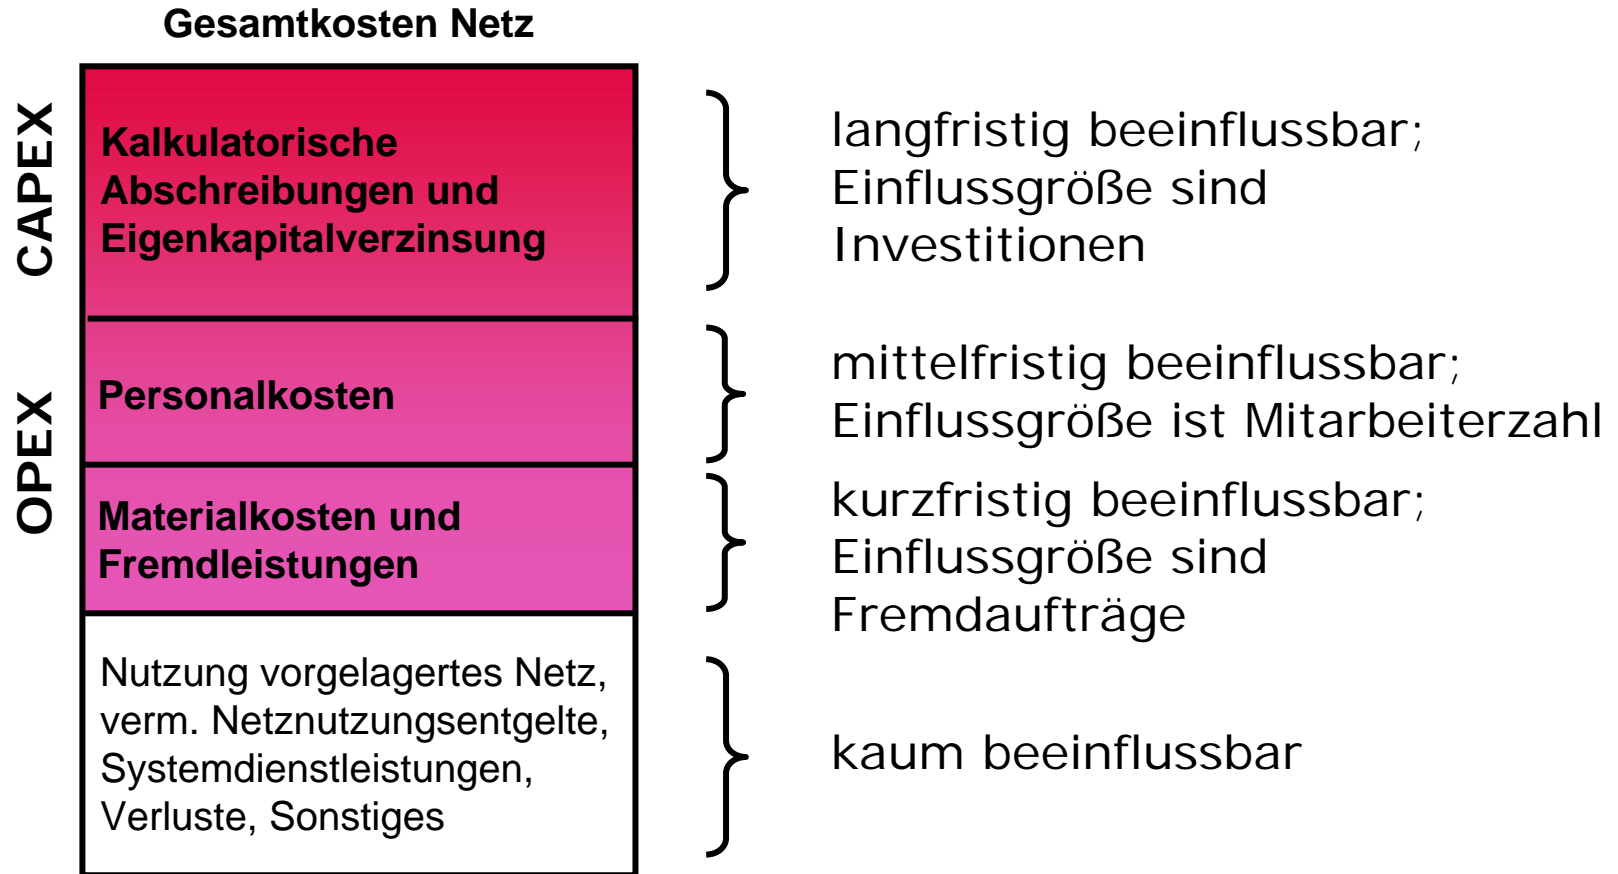 Gesamtkosten Netz
CAPEX
Kalkulatorische
Abschreibungen und
Eigenkapitalverzinsung
langfristig beeinflussbar;
Einflussgröße sind
Investitionen
OPEX
Personalkosten
mittelfristig beeinflussbar;
Einflussgröße ist Mitarbeiterzahl
Materialkosten und
Fremdleistungen
kurzfristig beeinflussbar;
Einflussgröße sind
Fremdaufträge
Nutzung vorgelagertes Netz,
verm. Netznutzungsentgelte,
Systemdienstleistungen,
Verluste, Sonstiges
kaum beeinflussbar